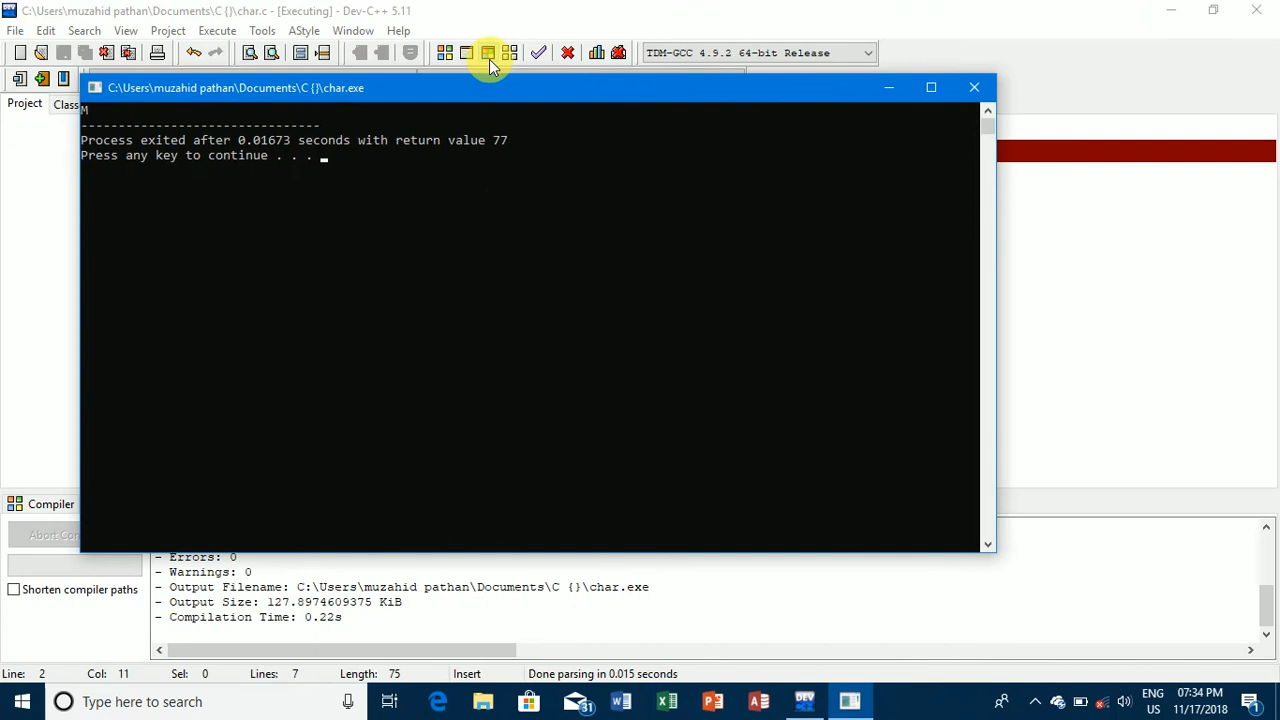 C:\Users\muzahid pathan\Documents\C {}\char.c - [Executing] - Dev-C++ 5.11
File Edit Search View Project Execute Tools AStyle Window Help
TDM-GCC 4.9.2 64-bit Release
Project Class
C:\Users\muzahid pathan\Documents\C {}\char.exe
M
--------------------------------
Process exited after 0.01673 seconds with return value 77
Press any key to continue . . .
Compiler
Abort Con
Shorten compiler paths
- Errors: 0
- Warnings: 0
- Output Filename: C:\Users\muzahid pathan\Documents\C {}\char.exe
- Output Size: 127.8974609375 KiB
- Compilation Time: 0.22s
Line: 2 Col: 11 Sel: 0 Lines: 7 Length: 75 Insert Done parsing in 0.015 seconds
Type here to search
31
ENG
US
07:34 PM
11/17/2018
1